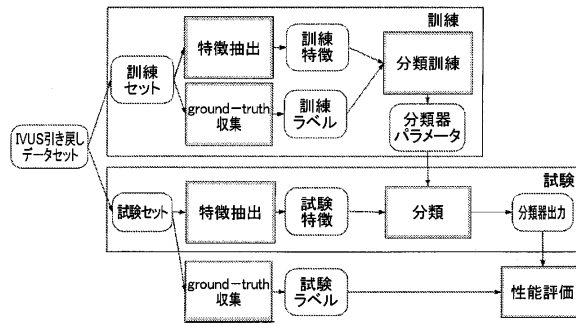 訓練
訓練
セット
特徴抽出
訓練
特徴
分類訓練
ground－truth
収集
訓練
ラベル
分類器
パラメータ
IVUS引き戻し
データセット
試験
試験セット
特徴抽出
試験
特徴
分類
分類器出力
ground－truth
収集
試験
ラベル
性能評価